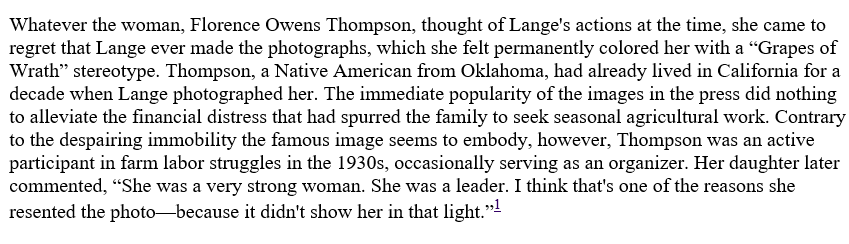 Whatever the woman, Florence Owens Thompson, thought of Lange's actions at the time, she came to
regret that Lange ever made the photographs, which she felt permanently colored her with a “Grapes of
Wrath” stereotype. Thompson, a Native American from Oklahoma, had already lived in California for a
decade when Lange photographed her. The immediate popularity of the images in the press did nothing
to alleviate the financial distress that had spurred the family to seek seasonal agricultural work. Contrary
to the despairing immobility the famous image seems to embody, however, Thompson was an active
participant in farm labor struggles in the 1930s, occasionally serving as an organizer. Her daughter later
commented, “She was a very strong woman. She was a leader. I think that's one of the reasons she
resented the photo—because it didn't show her in that light.”1